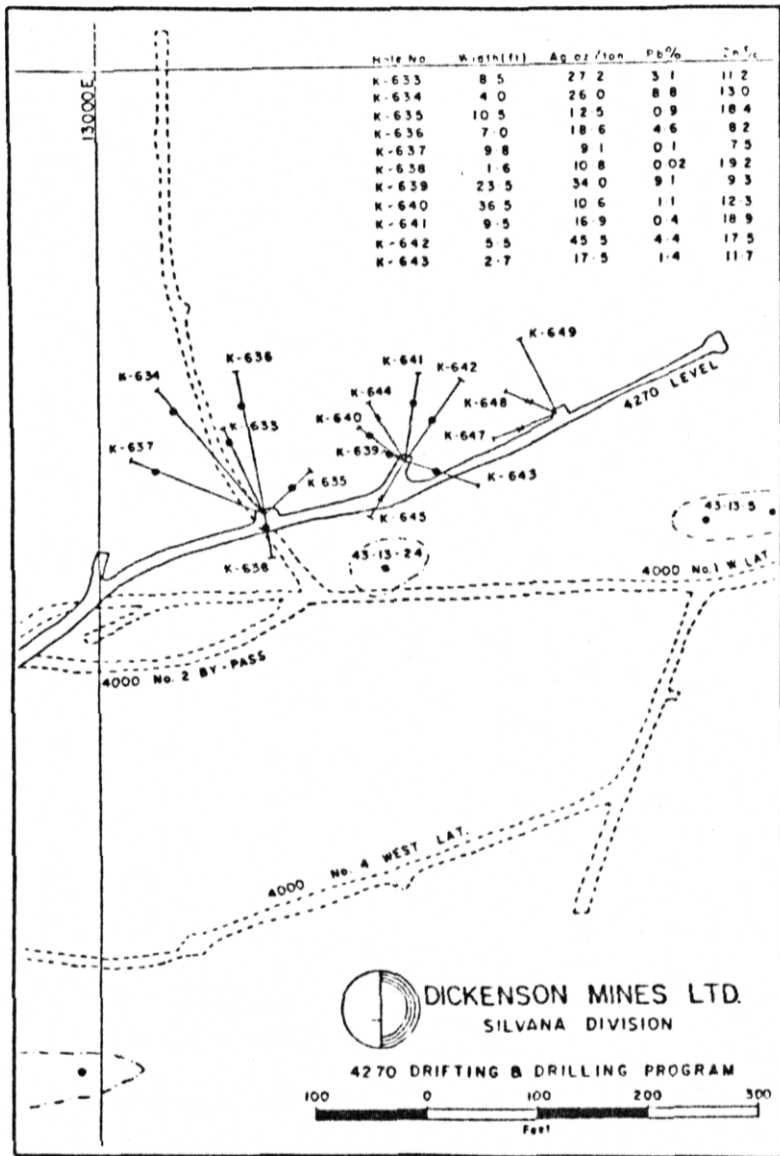 Hole No Width(ft) Ag oz/ton Pb% Zn%
K-633 8.5 27.2 3.1 11.2
K-634 4.0 26.0 8.8 13.0
K-635 10.5 12.5 0.9 18.4
K-636 7.0 18.6 4.6 8.2
K-637 9.8 9.1 0.1 7.5
K-638 1.6 10.8 0.02 19.2
K-639 23.5 34.0 9.1 9.3
K-640 36.5 10.6 1.1 12.3
K-641 9.5 16.9 0.4 18.9
K-642 5.5 45.5 4.4 17.5
K-643 2.7 17.5 1.4 11.7
13000E
K-649
K-636
K-641
K-642
K-634
K-644
K-648
4270 LEVEL
K-640
K-633
K-647
K-637
K-639
K-635
K-643
K-645
43-13-5
43-13-24
K-638
4000 No.1 W LAT.
4000 No. 2 BY-PASS
4000 No. 4 WEST LAT.
DICKENSON MINES LTD.
SILVANA DIVISION
4270 DRIFTING & DRILLING PROGRAM
100 0 100 200 300
Feet